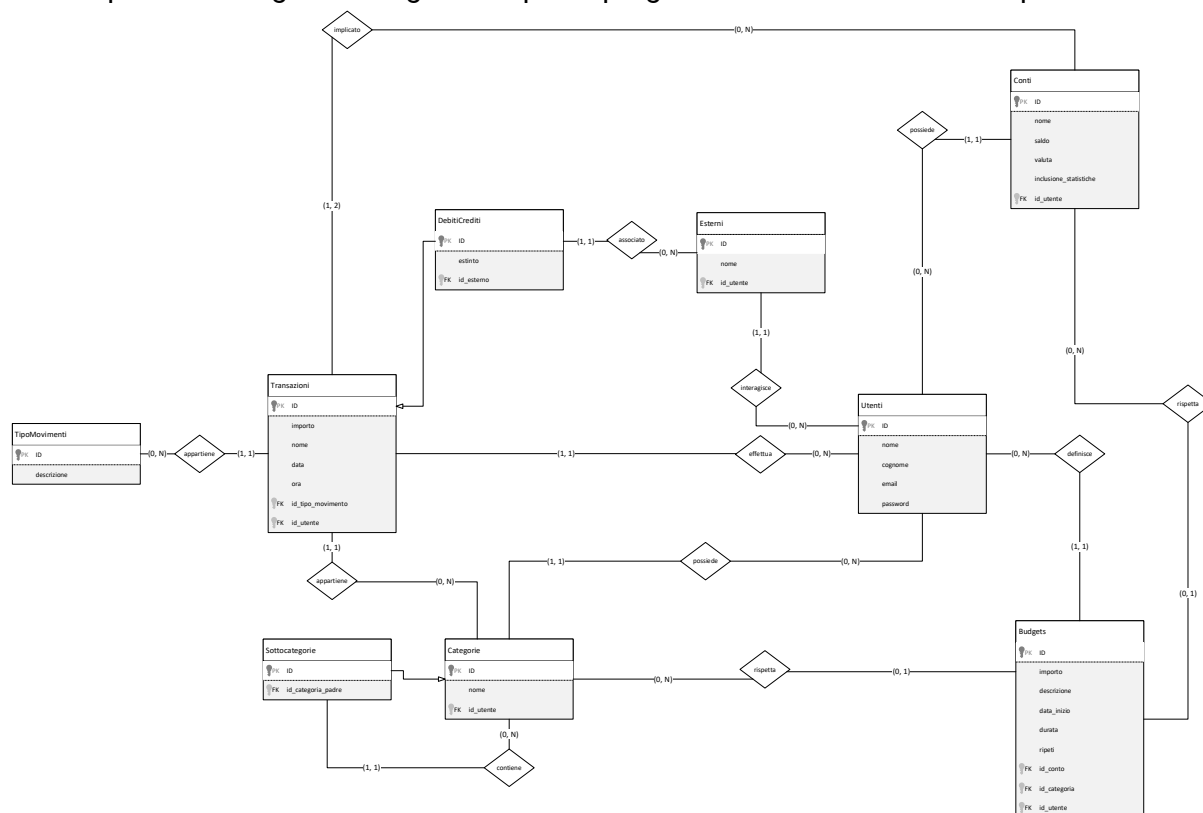 implicato
(0, N)
Conti
PK ID
nome
saldo
valuta
inclusione_statistiche
FK id_utente
possiede
(1, 1)
(1, 2)
DebitiCrediti
PK ID
estinto
FK id_esterno
(1, 1)
associato
(0, N)
Esterni
PK ID
nome
FK id_utente
(0, N)
(1, 1)
(0, N)
interagisce
rispetta
Transazioni
PK ID
importo
nome
data
ora
FK id_tipo_movimento
FK id_utente
Utenti
PK ID
nome
cognome
email
password
(0, N)
TipoMovimenti
PK ID
descrizione
(0, N)
appartiene
(1, 1)
(1, 1)
effettua
(0, N)
(0, N)
definisce
(1, 1)
(1, 1)
appartiene
(0, N)
(1, 1)
possiede
(0, N)
(0, 1)
Sottocategorie
PK ID
FK id_categoria_padre
Categorie
PK ID
nome
FK id_utente
(0, N)
rispetta
(0, 1)
Budgets
PK ID
importo
descrizione
data_inizio
durata
ripeti
FK id_conto
FK id_categoria
FK id_utente
(0, N)
(1, 1)
contiene